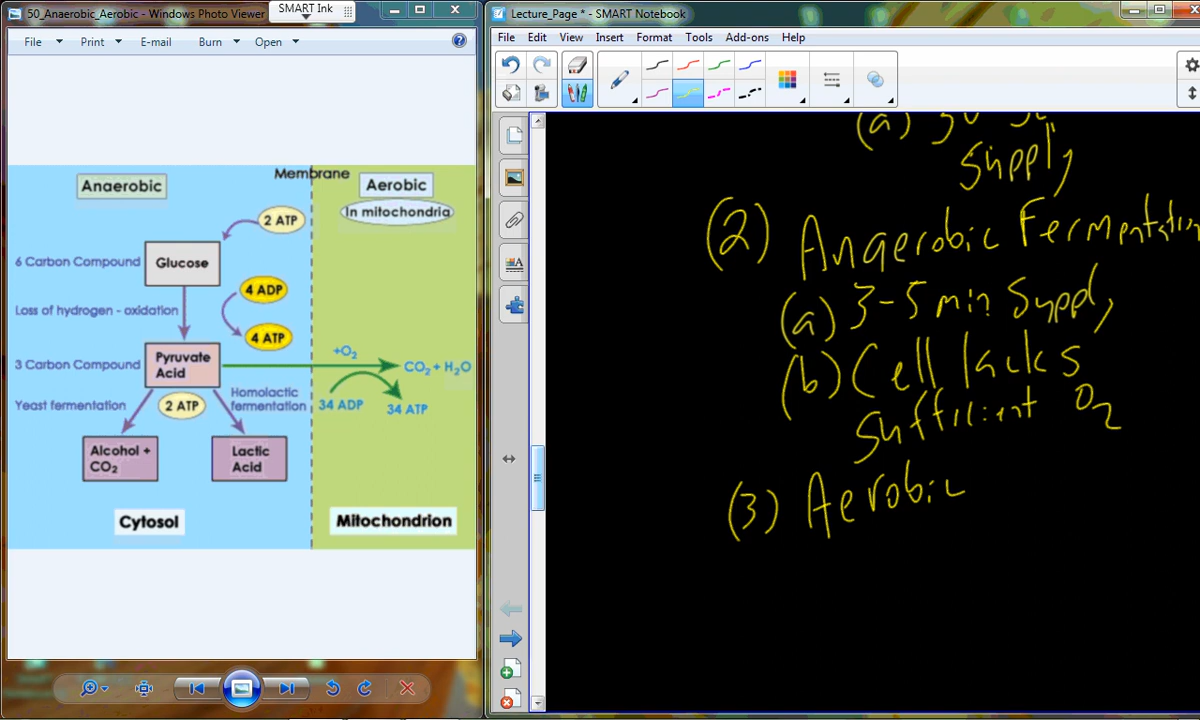 50_Anaerobic_Aerobic - Windows Photo Viewer
SMART Ink
File Print E-mail Burn Open
Membrane
Anaerobic
Aerobic
In mitochondria
2 ATP
6 Carbon Compound
Glucose
4 ADP
Loss of hydrogen - oxidation
4 ATP
+O₂
3 Carbon Compound
Pyruvate
Acid
CO₂ + H₂O
Yeast fermentation
2 ATP
Homolactic
fermentation
34 ADP
34 ATP
Alcohol +
CO₂
Lactic
Acid
Cytosol
Mitochondrion
Lecture_Page * - SMART Notebook
File Edit View Insert Format Tools Add-ons Help
(a)
Supply
(2) Anaerobic Fermentation
(a) 3-5 min Supply
(b) Cell lacks
sufficient O₂
(3) Aerobic